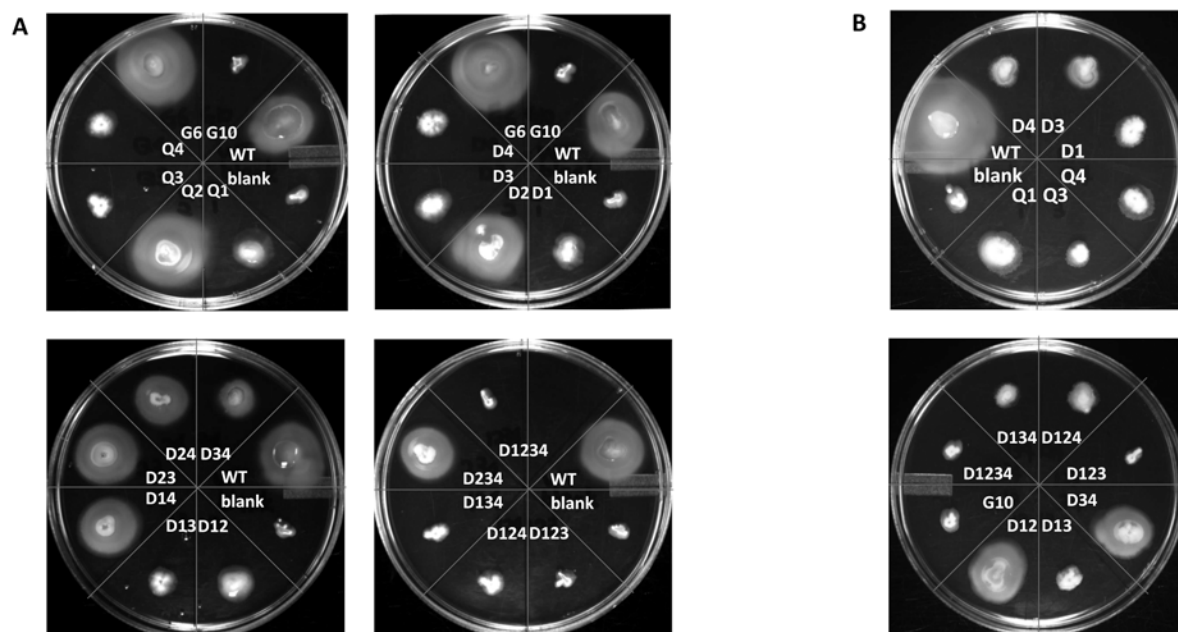 A
B
G6 G10
Q4 WT
Q3 blank
Q2 Q1
G6 G10
D4 WT
D3 blank
D2 D1
D4 D3
WT D1
blank Q4
Q1 Q3
D24 D34
D23 WT
D14 blank
D13 D12
D1234
D234 WT
D134 blank
D124 D123
D134 D124
D1234 D123
G10 D34
D12 D13